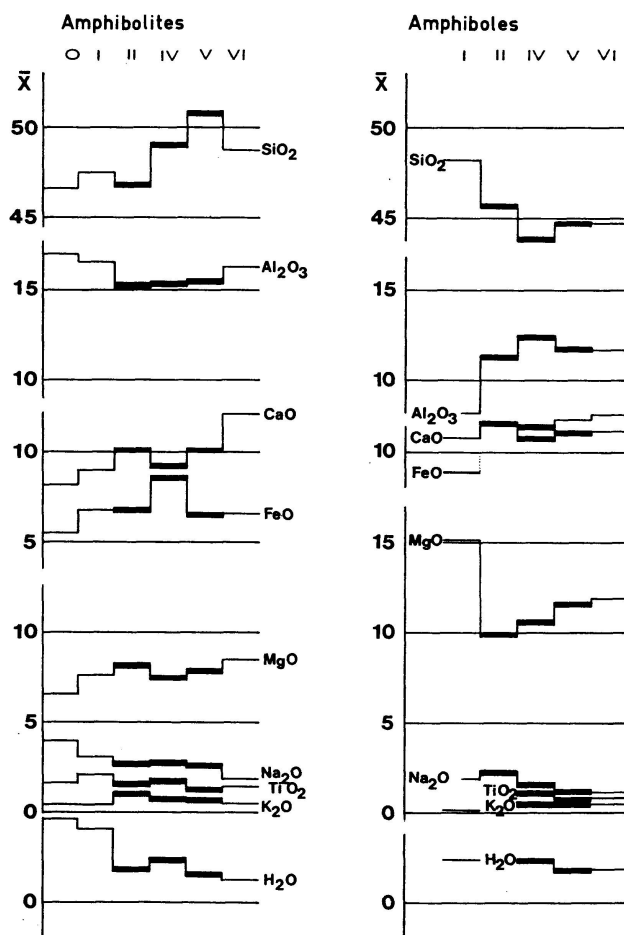 Amphibolites
O I II IV V VI
X̄
50
SiO₂
45
Al₂O₃
15
10
CaO
10
FeO
5
10
MgO
5
Na₂O
TiO₂
K₂O
0
H₂O
0
Amphiboles
I II IV V VI
X̄
50
SiO₂
45
15
10
Al₂O₃
CaO
10
FeO
MgO
15
10
5
Na₂O
TiO₂
K₂O
0
H₂O
0